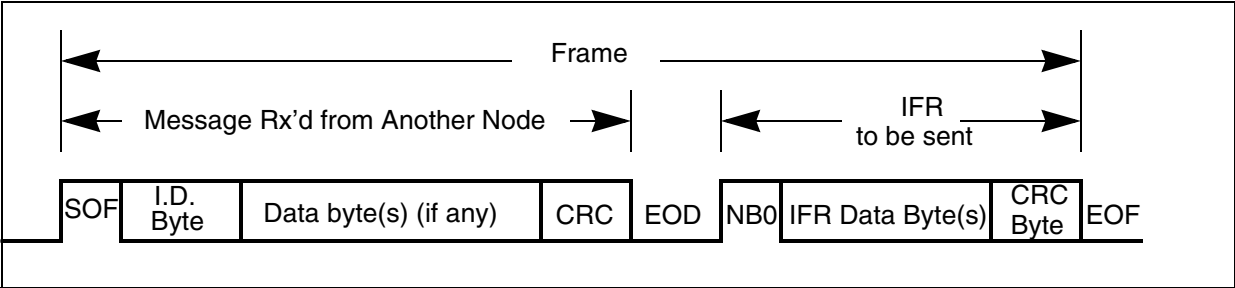 Frame
Message Rx'd from Another Node
IFR
to be sent
SOF
I.D.
Byte
Data byte(s) (if any)
CRC
EOD
NB0
IFR Data Byte(s)
CRC
Byte
EOF